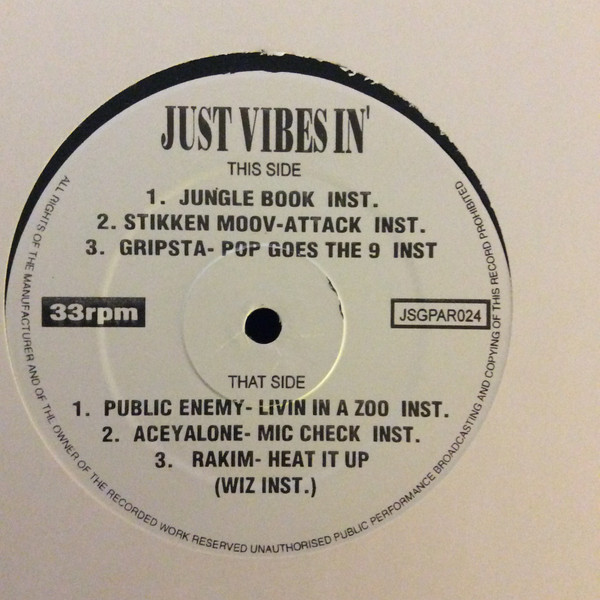 JUST VIBES IN'
THIS SIDE
1. JUNGLE BOOK INST.
2. STIKKEN MOOV-ATTACK INST.
3. GRIPSTA- POP GOES THE 9 INST
33rpm
JSGPAR024
THAT SIDE
1. PUBLIC ENEMY- LIVIN IN A ZOO INST.
2. ACEYALONE- MIC CHECK INST.
3. RAKIM- HEAT IT UP
(WIZ INST.)
ALL RIGHTS OF THE MANUFACTURER AND OF THE OWNER OF THE RECORDED WORK RESERVED UNAUTHORISED PUBLIC PERFORMANCE BROADCASTING AND COPYING OF THIS RECORD PROHIBITED